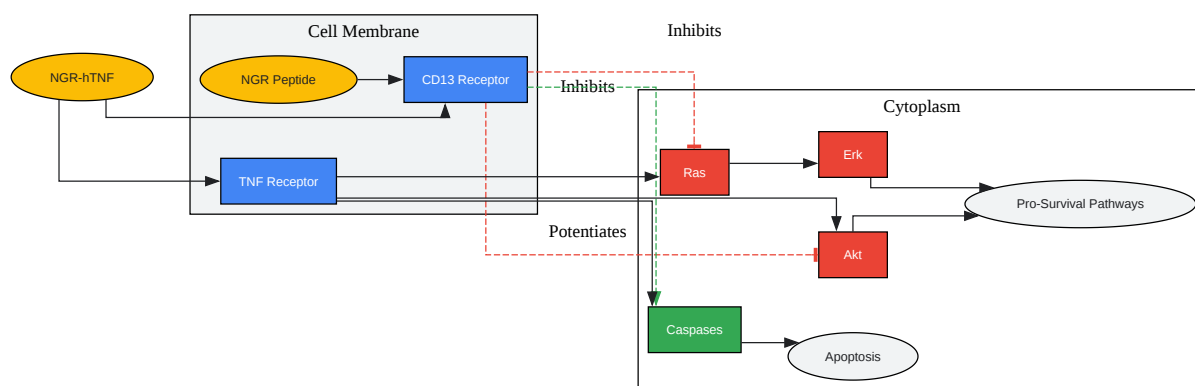 Cell Membrane
Inhibits
NGR-hTNF
NGR Peptide
CD13 Receptor
Inhibits
Cytoplasm
Erk
Ras
TNF Receptor
Pro-Survival Pathways
Potentiates
Akt
Caspases
Apoptosis